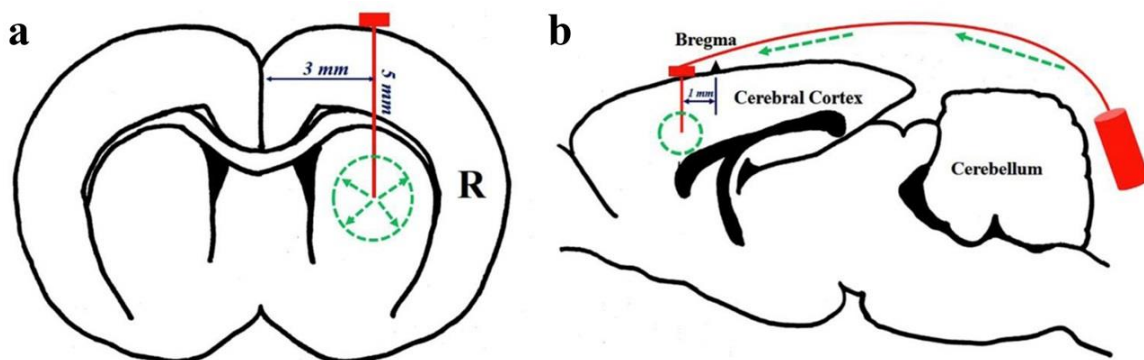 a
3 mm
5 mm
R
b
Bregma
1 mm
Cerebral Cortex
Cerebellum